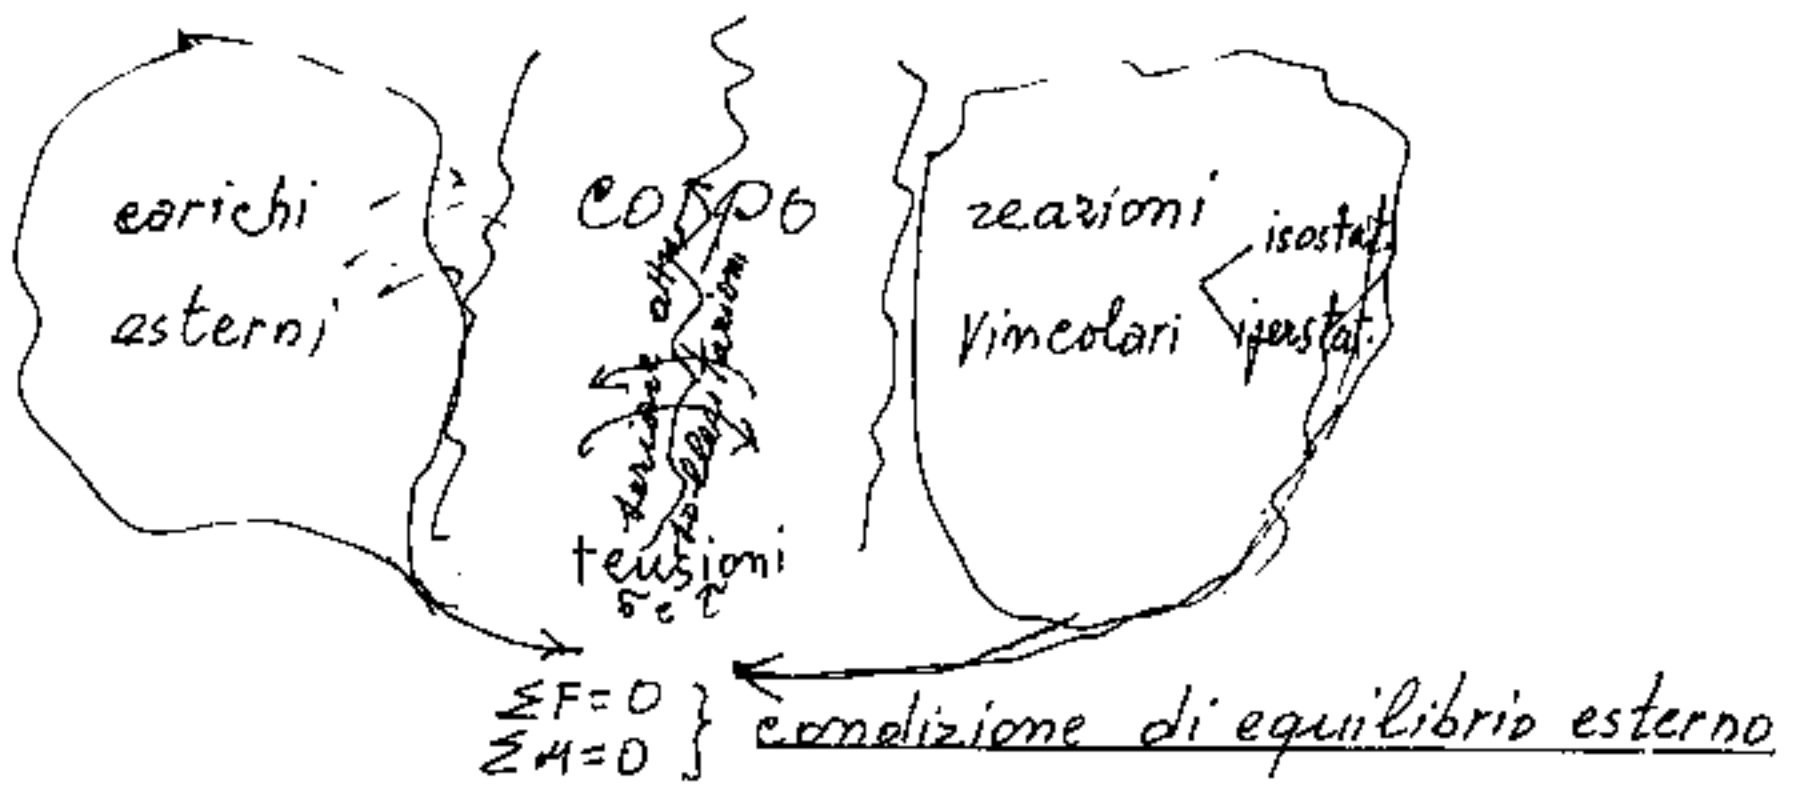 carichi
esterni
corpo
tensioni
σ e τ
reazioni
vincolari
isostat.
iperstat.
ΣF=0
ΣM=0
condizione di equilibrio esterno